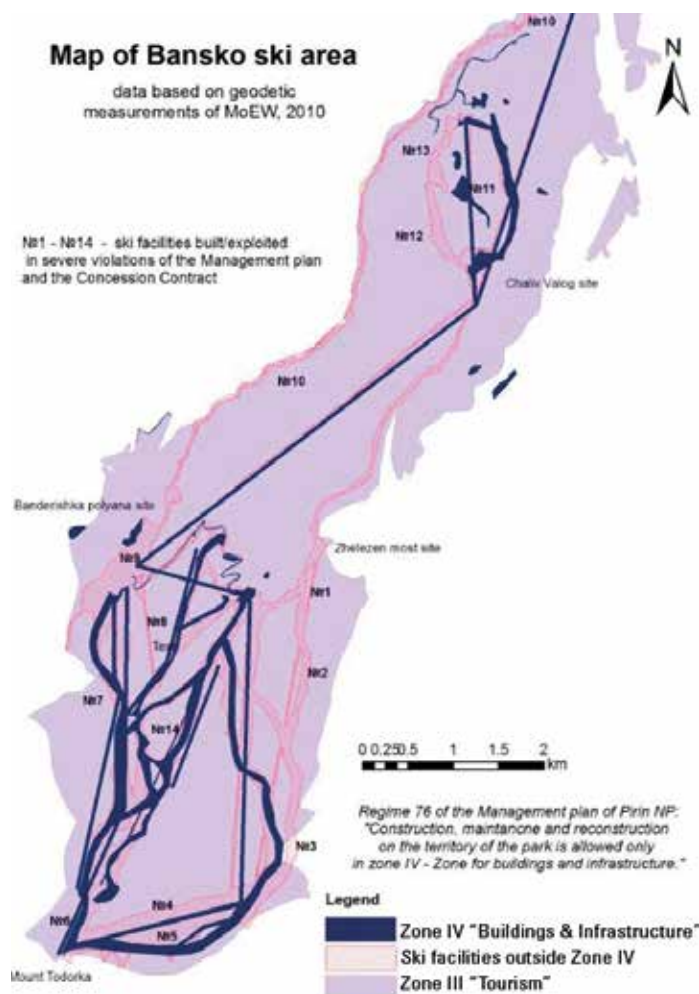 Map of Bansko ski area
data based on geodetic
measurements of MoEW, 2010
N
№10
№13
№11
№1 - №14 - ski facilities built/exploited
in severe violations of the Management plan
and the Concession Contract
№12
Chaliv Valog site
№10
Banderishka polyana site
№9
Zhelezen most site
№1
№8
№2
№7
№14
0 0,250.5 1 1.5 2
km
Regime 76 of the Management plan of Pirin NP:
"Construction, maintanone and reconstruction
on the territory of the park is allowed only
in zone IV - Zone for buildings and infrastructure."
№3
№4
№6
№5
Mount Todorka
Legend
Zone IV "Buildings & Infrastructure"
Ski facilities outside Zone IV
Zone III "Tourism"